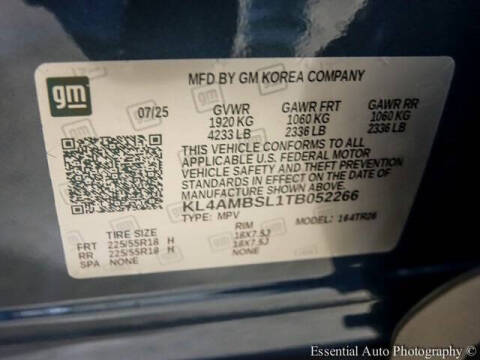 gm
MFD BY GM KOREA COMPANY
07/25 GVWR GAWR FRT GAWR RR
1920 KG 1060 KG 1060 KG
4233 LB 2336 LB 2336 LB
THIS VEHICLE CONFORMS TO ALL
APPLICABLE U.S. FEDERAL MOTOR
VEHICLE SAFETY AND THEFT PREVENTION
STANDARDS IN EFFECT ON THE DATE OF
MANUFACTURE SHOWN ABOVE.
KL4AMBSL1TB052266
TYPE: MPV MODEL: 164TR26
TIRE SIZE RIM
FRT 225/55R18 H 18X7.5J
RR 225/55R18 H 18X7.5J
SPA NONE NONE
Essential Auto Photography ©